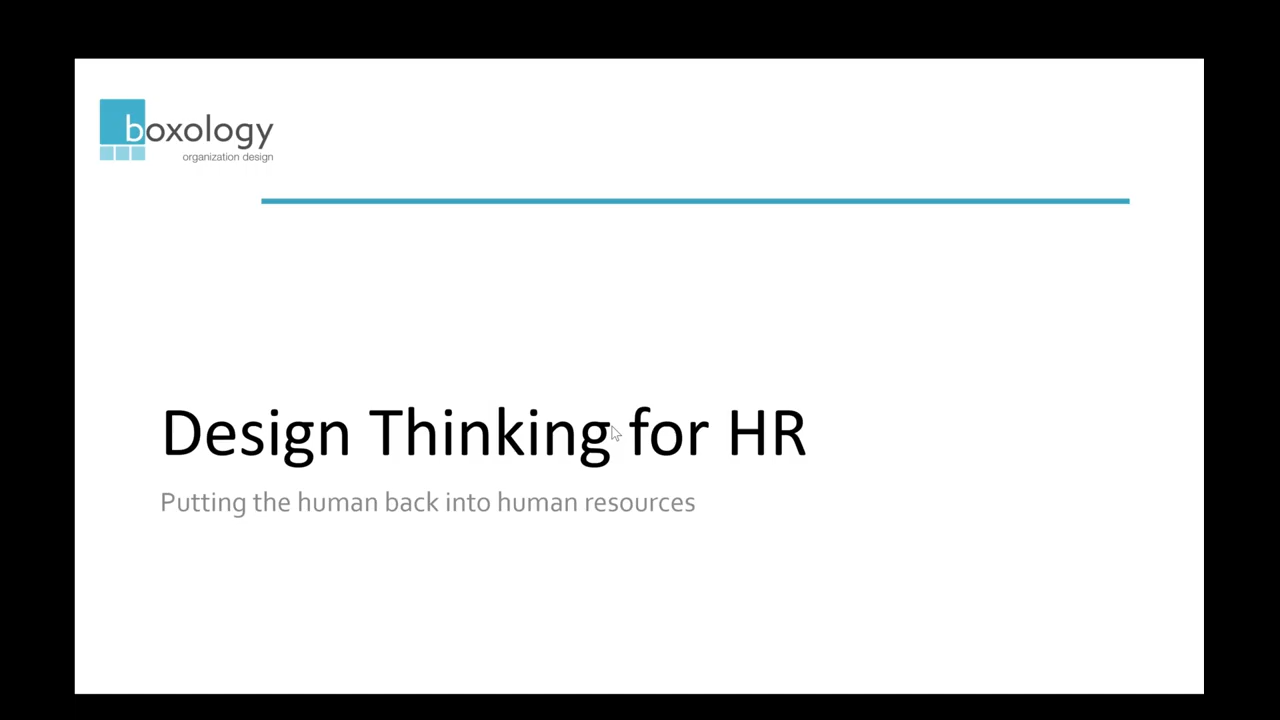 boxology
organization design
Design Thinking for HR
Putting the human back into human resources